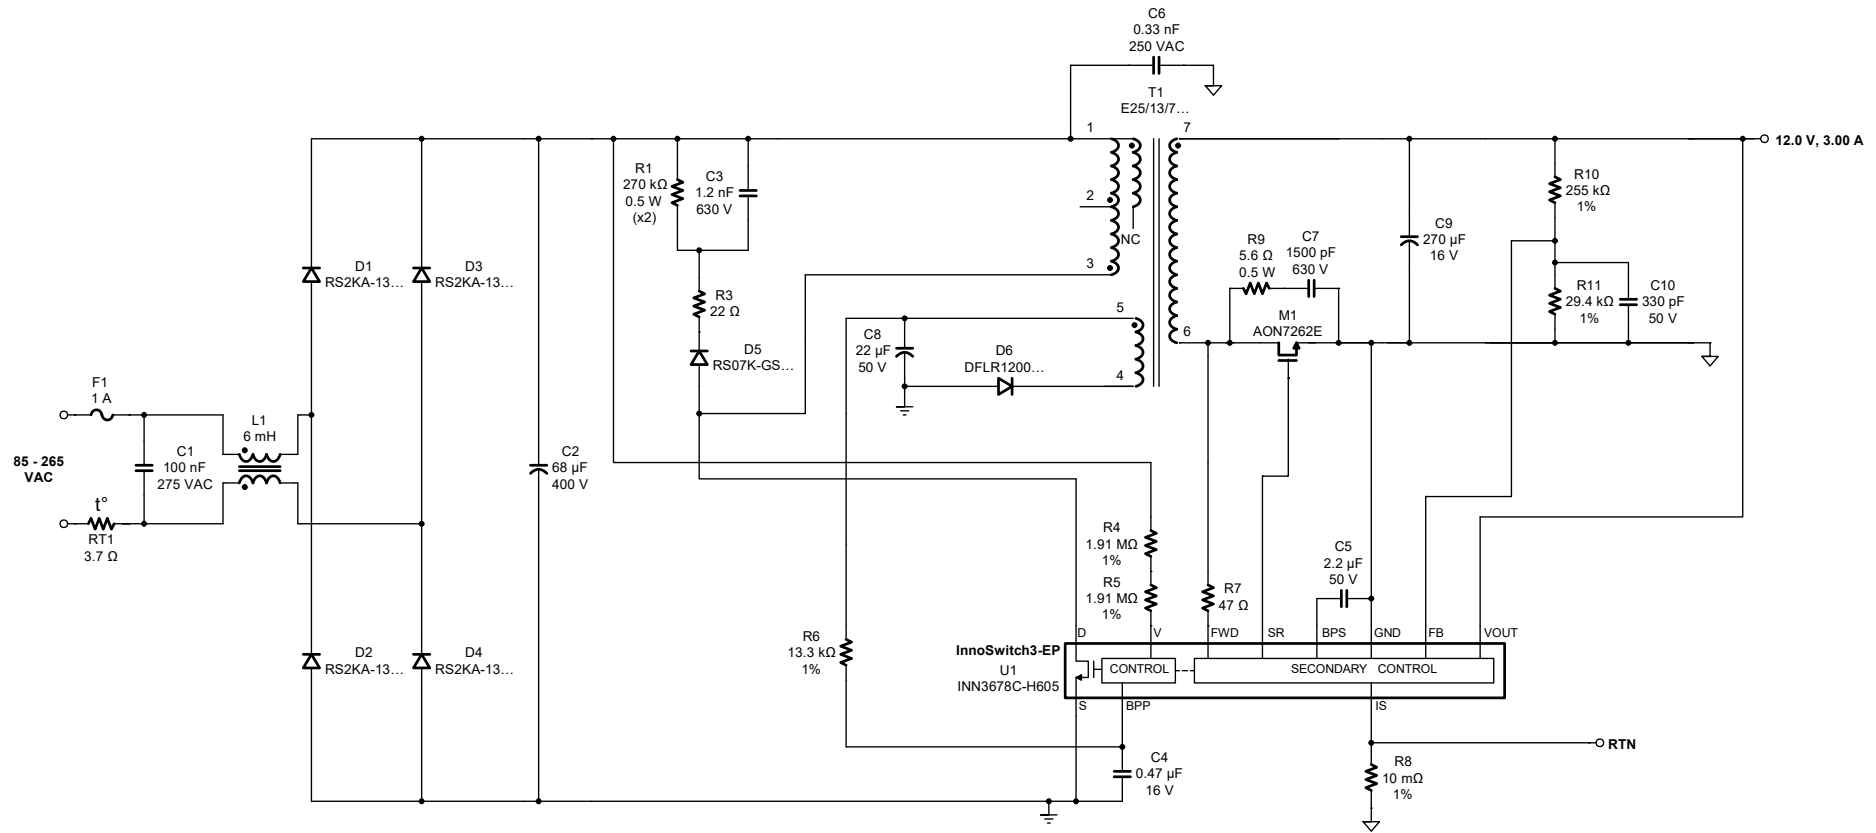 C6
0.33 nF
250 VAC
T1
E25/13/7...
1
7
12.0 V, 3.00 A
R1
270 kΩ
0.5 W
(x2)
C3
1.2 nF
630 V
2
NC
3
R10
255 kΩ
1%
C9
270 µF
16 V
R9
5.6 Ω
0.5 W
C7
1500 pF
630 V
D1
RS2KA-13...
D3
RS2KA-13...
R3
22 Ω
R11
29.4 kΩ
1%
C10
330 pF
50 V
5
6
M1
AON7262E
C8
22 µF
50 V
D6
DFLR1200...
4
D5
RS07K-GS...
F1
1 A
L1
6 mH
C1
100 nF
275 VAC
85 - 265
VAC
C2
68 µF
400 V
t°
RT1
3.7 Ω
R4
1.91 MΩ
1%
R5
1.91 MΩ
1%
C5
2.2 µF
50 V
R7
47 Ω
R6
13.3 kΩ
1%
D2
RS2KA-13...
D4
RS2KA-13...
D
V
FWD
SR
BPS
GND
FB
VOUT
InnoSwitch3-EP
U1
INN3678C-H605
CONTROL
SECONDARY CONTROL
S
BPP
IS
RTN
C4
0.47 µF
16 V
R8
10 mΩ
1%